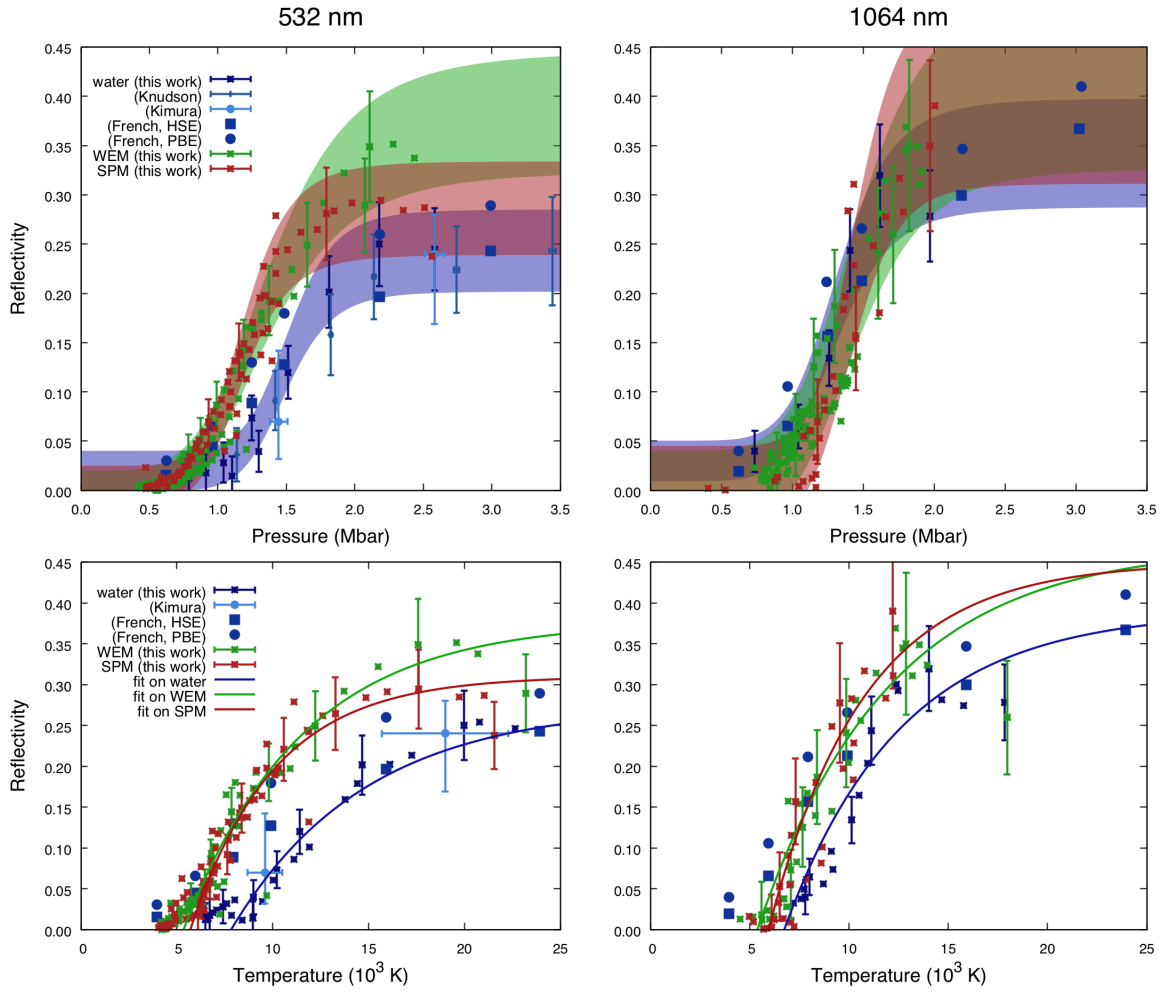 532 nm
1064 nm
0.45
0.40
0.35
0.30
0.25
0.20
0.15
0.10
0.05
0.00
Reflectivity
water (this work)
(Knudson)
(Kimura)
(French, HSE)
(French, PBE)
WEM (this work)
SPM (this work)
0.0 0.5 1.0 1.5 2.0 2.5 3.0 3.5
Pressure (Mbar)
0.45
0.40
0.35
0.30
0.25
0.20
0.15
0.10
0.05
0.00
0.0 0.5 1.0 1.5 2.0 2.5 3.0 3.5
Pressure (Mbar)
0.45
0.40
0.35
0.30
0.25
0.20
0.15
0.10
0.05
0.00
Reflectivity
water (this work)
(Kimura)
(French, HSE)
(French, PBE)
WEM (this work)
SPM (this work)
fit on water
fit on WEM
fit on SPM
0 5 10 15 20 25
Temperature (10³ K)
0.45
0.40
0.35
0.30
0.25
0.20
0.15
0.10
0.05
0.00
0 5 10 15 20 25
Temperature (10³ K)